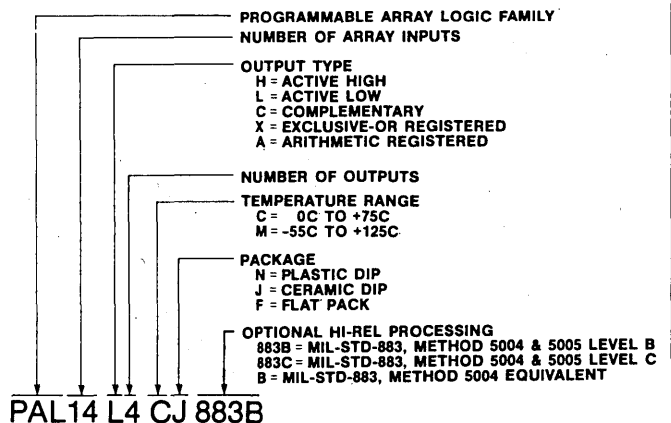 PROGRAMMABLE ARRAY LOGIC FAMILY
NUMBER OF ARRAY INPUTS
OUTPUT TYPE
H = ACTIVE HIGH
L = ACTIVE LOW
C = COMPLEMENTARY
X = EXCLUSIVE-OR REGISTERED
A = ARITHMETIC REGISTERED
NUMBER OF OUTPUTS
TEMPERATURE RANGE
C = 0C TO +75C
M = -55C TO +125C
PACKAGE
N = PLASTIC DIP
J = CERAMIC DIP
F = FLAT PACK
OPTIONAL HI-REL PROCESSING
883B = MIL-STD-883, METHOD 5004 & 5005 LEVEL B
883C = MIL-STD-883, METHOD 5004 & 5005 LEVEL C
B = MIL-STD-883, METHOD 5004 EQUIVALENT
PAL14 L4 CJ 883B